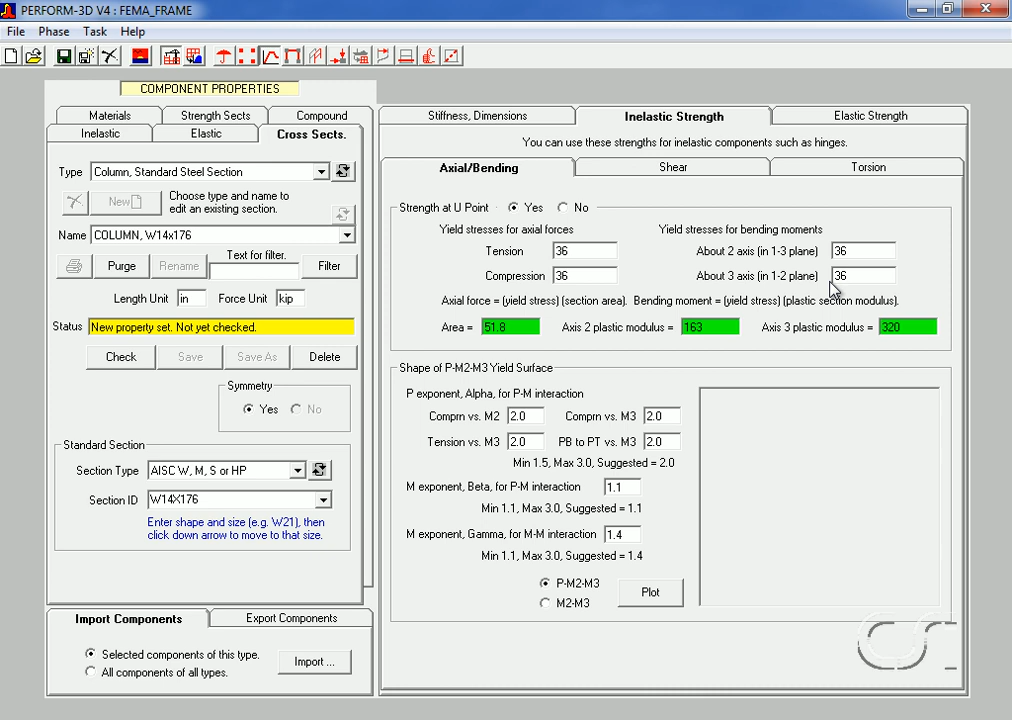 PERFORM-3D V4 : FEMA_FRAME
File Phase Task Help
COMPONENT PROPERTIES
Materials Strength Sects Compound
Inelastic Elastic Cross Sects.
Type Column, Standard Steel Section
New Choose type and name to
edit an existing section.
Name COLUMN, W14x176
Text for filter.
Purge Rename Filter
Length Unit in Force Unit kip
Status New property set. Not yet checked.
Check Save Save As Delete
Symmetry
Yes No
Standard Section
Section Type AISC W, M, S or HP
Section ID W14X176
Enter shape and size (e.g. W21), then
click down arrow to move to that size.
Import Components Export Components
Selected components of this type.
All components of all types.
Import ...
Stiffness, Dimensions Inelastic Strength Elastic Strength
You can use these strengths for inelastic components such as hinges.
Axial/Bending Shear Torsion
Strength at U Point Yes No
Yield stresses for axial forces Yield stresses for bending moments
Tension 36 About 2 axis (in 1-3 plane) 36
Compression 36 About 3 axis (in 1-2 plane) 36
Axial force = (yield stress) (section area). Bending moment = (yield stress) (plastic section modulus).
Area = 51.8 Axis 2 plastic modulus = 163 Axis 3 plastic modulus = 320
Shape of P-M2-M3 Yield Surface
P exponent, Alpha, for P-M interaction
Comprn vs. M2 2.0 Comprn vs. M3 2.0
Tension vs. M3 2.0 PB to PT vs. M3 2.0
Min 1.5, Max 3.0, Suggested = 2.0
M exponent, Beta, for P-M interaction 1.1
Min 1.1, Max 3.0, Suggested = 1.1
M exponent, Gamma, for M-M interaction 1.4
Min 1.1, Max 3.0, Suggested = 1.4
P-M2-M3
M2-M3
Plot